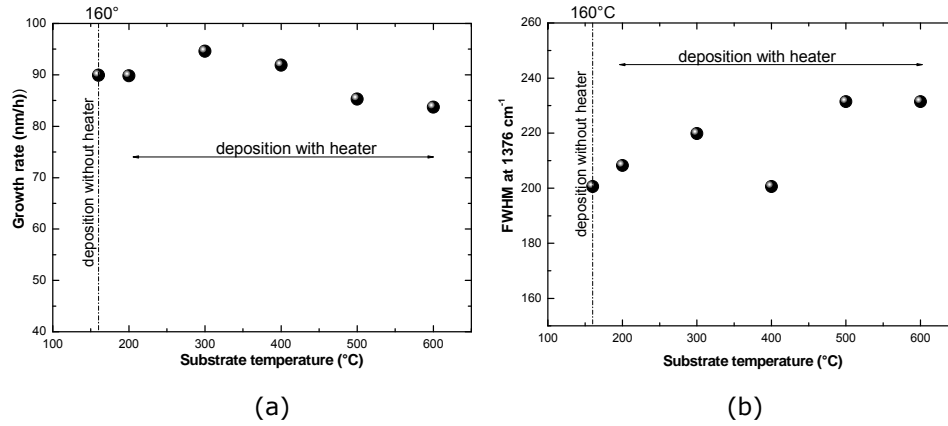 160°
100
90
80
70
60
50
40
Growth rate (nm/h))
deposition without heater
deposition with heater
100 200 300 400 500 600
Substrate temperature (°C)
(a)
160°C
260
240
220
200
180
160
FWHM at 1376 cm⁻¹
deposition without heater
deposition with heater
100 200 300 400 500 600
Substrate temperature (°C)
(b)